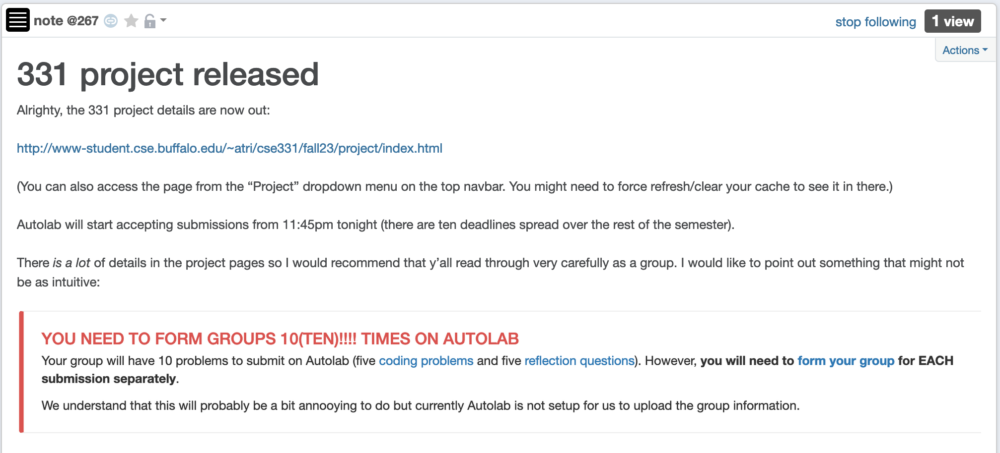 note @267
stop following
1 view
Actions
331 project released
Alrighty, the 331 project details are now out:
http://www-student.cse.buffalo.edu/~atri/cse331/fall23/project/index.html
(You can also access the page from the “Project” dropdown menu on the top navbar. You might need to force refresh/clear your cache to see it in there.)
Autolab will start accepting submissions from 11:45pm tonight (there are ten deadlines spread over the rest of the semester).
There is a lot of details in the project pages so I would recommend that y’all read through very carefully as a group. I would like to point out something that might not
be as intuitive:
YOU NEED TO FORM GROUPS 10(TEN)!!!! TIMES ON AUTOLAB
Your group will have 10 problems to submit on Autolab (five coding problems and five reflection questions). However, you will need to form your group for EACH
submission separately.
We understand that this will probably be a bit annooying to do but currently Autolab is not setup for us to upload the group information.